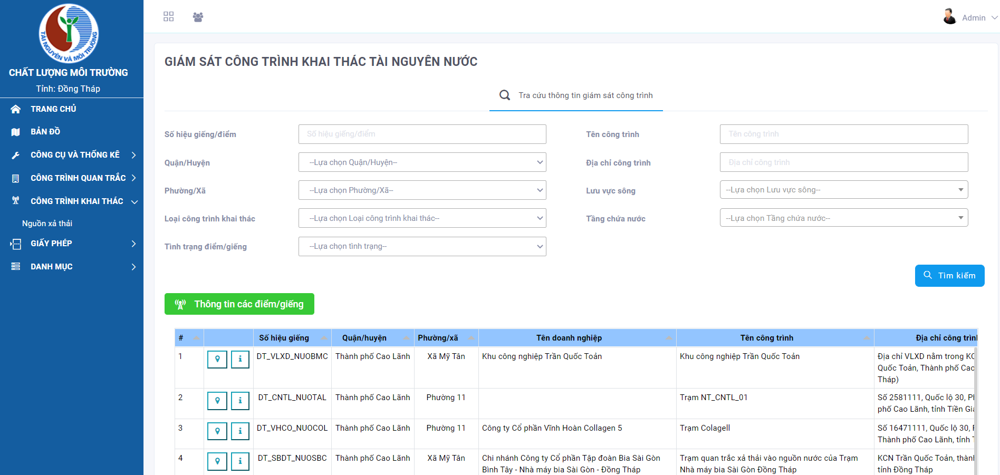 TÀI NGUYÊN VÀ MÔI TRƯỜNG
CHẤT LƯỢNG MÔI TRƯỜNG
Tỉnh: Đồng Tháp
TRANG CHỦ
BẢN ĐỒ
CÔNG CỤ VÀ THỐNG KÊ
CÔNG TRÌNH QUAN TRẮC
CÔNG TRÌNH KHAI THÁC
Nguồn xả thải
GIẤY PHÉP
DANH MỤC
Admin
GIÁM SÁT CÔNG TRÌNH KHAI THÁC TÀI NGUYÊN NƯỚC
Tra cứu thông tin giám sát công trình
Số hiệu giếng/điểm Số hiệu giếng/điểm Tên công trình Tên công trình
Quận/Huyện --Lựa chọn Quận/Huyện-- Địa chỉ công trình Địa chỉ công trình
Phường/Xã --Lựa chọn Phường/Xã-- Lưu vực sông --Lựa chọn Lưu vực sông--
Loại công trình khai thác --Lựa chọn Loại công trình khai thác-- Tầng chứa nước --Lựa chọn Tầng chứa nước--
Tình trạng điểm/giếng --Lựa chọn tình trạng--
Tìm kiếm
Thông tin các điểm/giếng
# Số hiệu giếng Quận/huyện Phường/xã Tên doanh nghiệp Tên công trình Địa chỉ công trình
1 DT_VLXD_NUOBMC Thành phố Cao Lãnh Xã Mỹ Tân Khu công nghiệp Trần Quốc Toản Khu công nghiệp Trần Quốc Toản Địa chỉ VLXD nằm trong KC
Quốc Toản, Thành phố Cao
Tháp)
2 DT_CNTL_NUOTAL Thành phố Cao Lãnh Phường 11 Trạm NT_CNTL_01 Số 2581111, Quốc lộ 30,
phố Cao Lãnh, tỉnh Tiền
3 DT_VHCO_NUOCOL Thành phố Cao Lãnh Phường 11 Công ty Cổ phần Vĩnh Hoàn Collagen 5 Trạm Colagell Số 16471111, Quốc lộ 30,
Thành phố Cao Lãnh, tỉnh
4 DT_SBDT_NUOSBC Thành phố Cao Lãnh Xã Mỹ Tân Chi nhánh Công ty Cổ phần Tập đoàn Bia Sài Gòn Trạm quan trắc xả thải vào nguồn nước của Trạm KCN Trần Quốc Toản, thành
Bình Tây - Nhà máy bia Sài Gòn - Đồng Tháp Nhà máy bia Sài Gòn Đồng Tháp tỉnh Đồng Tháp